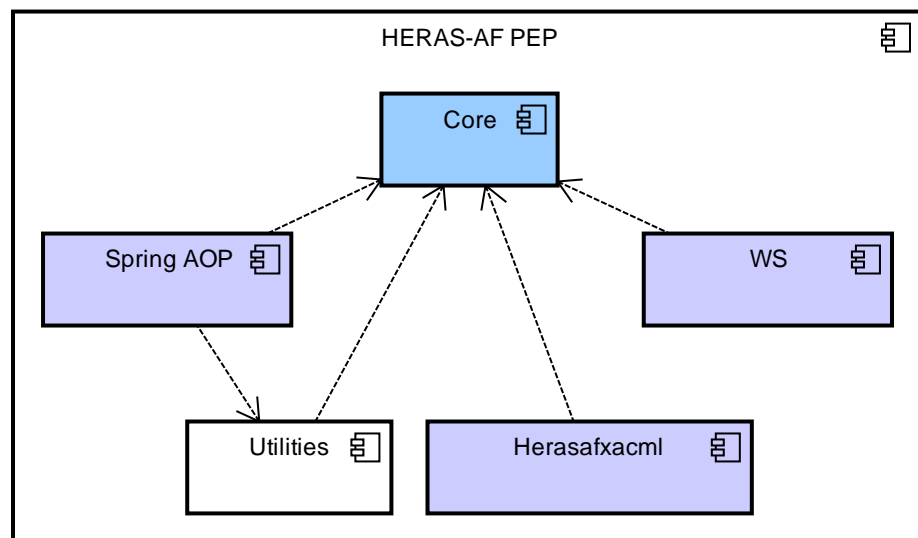 HERAS-AF PEP
Core
Spring AOP
WS
Utilities
Herasafxacml